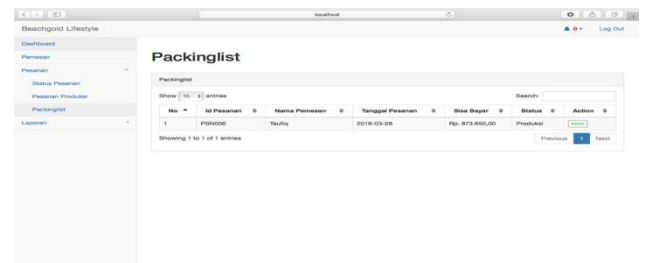 localhost
Beachgold Lifestyle
0
Log Out
Dashboard
Pemesan
Pesanan
Status Pesanan
Pesanan Produksi
Packinglist
Laporan
Packinglist
Packinglist
Show 10 entries
Search:
No Id Pesanan Nama Pemesan Tanggal Pesanan Sisa Bayar Status Action
1 PSN006 Taufiq 2016-03-28 Rp. 873.650,00 Produksi
Showing 1 to 1 of 1 entries
Previous 1 Next